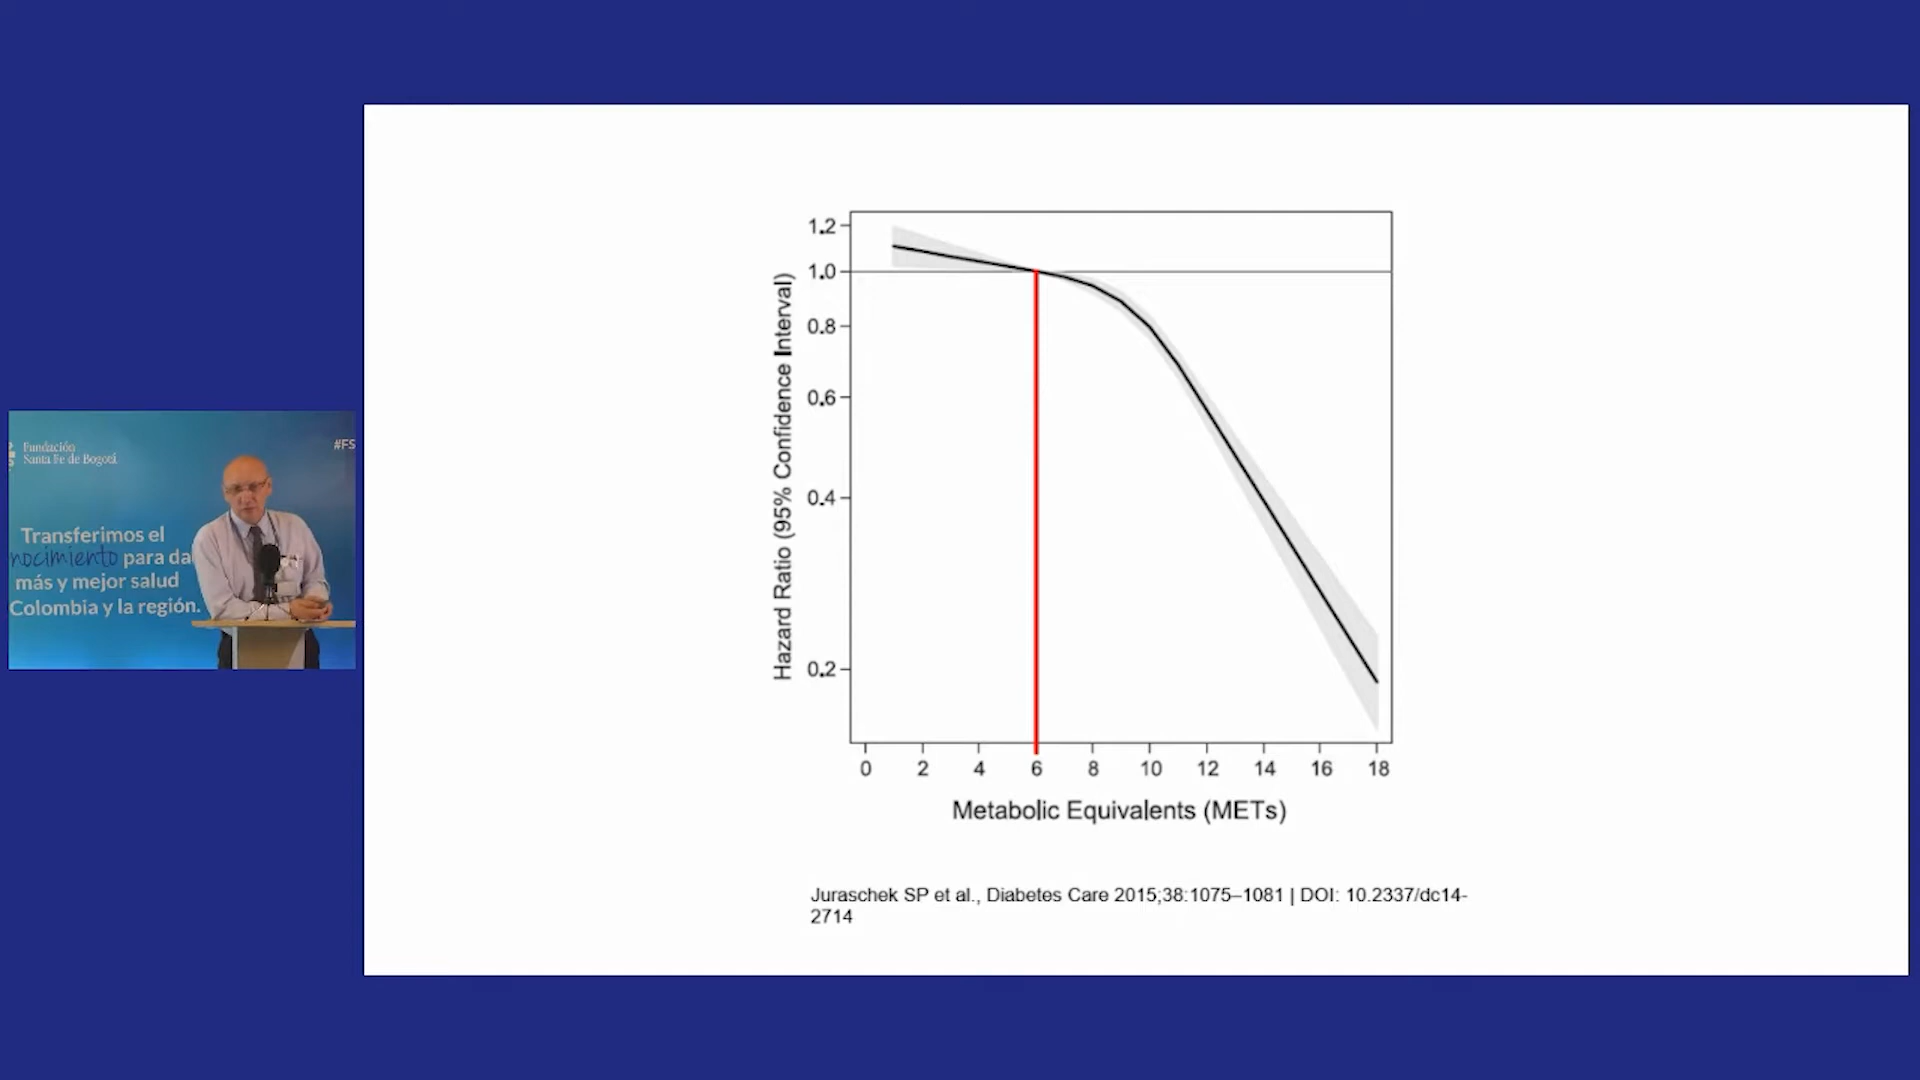 Fundación
Santa Fe de Bogotá
#FS
Transferimos el
nocimiento para da
más y mejor salud
Colombia y la región.
1.2
1.0
0.8
0.6
0.4
0.2
Hazard Ratio (95% Confidence Interval)
0 2 4 6 8 10 12 14 16 18
Metabolic Equivalents (METs)
Juraschek SP et al., Diabetes Care 2015;38:1075–1081 | DOI: 10.2337/dc14-
2714